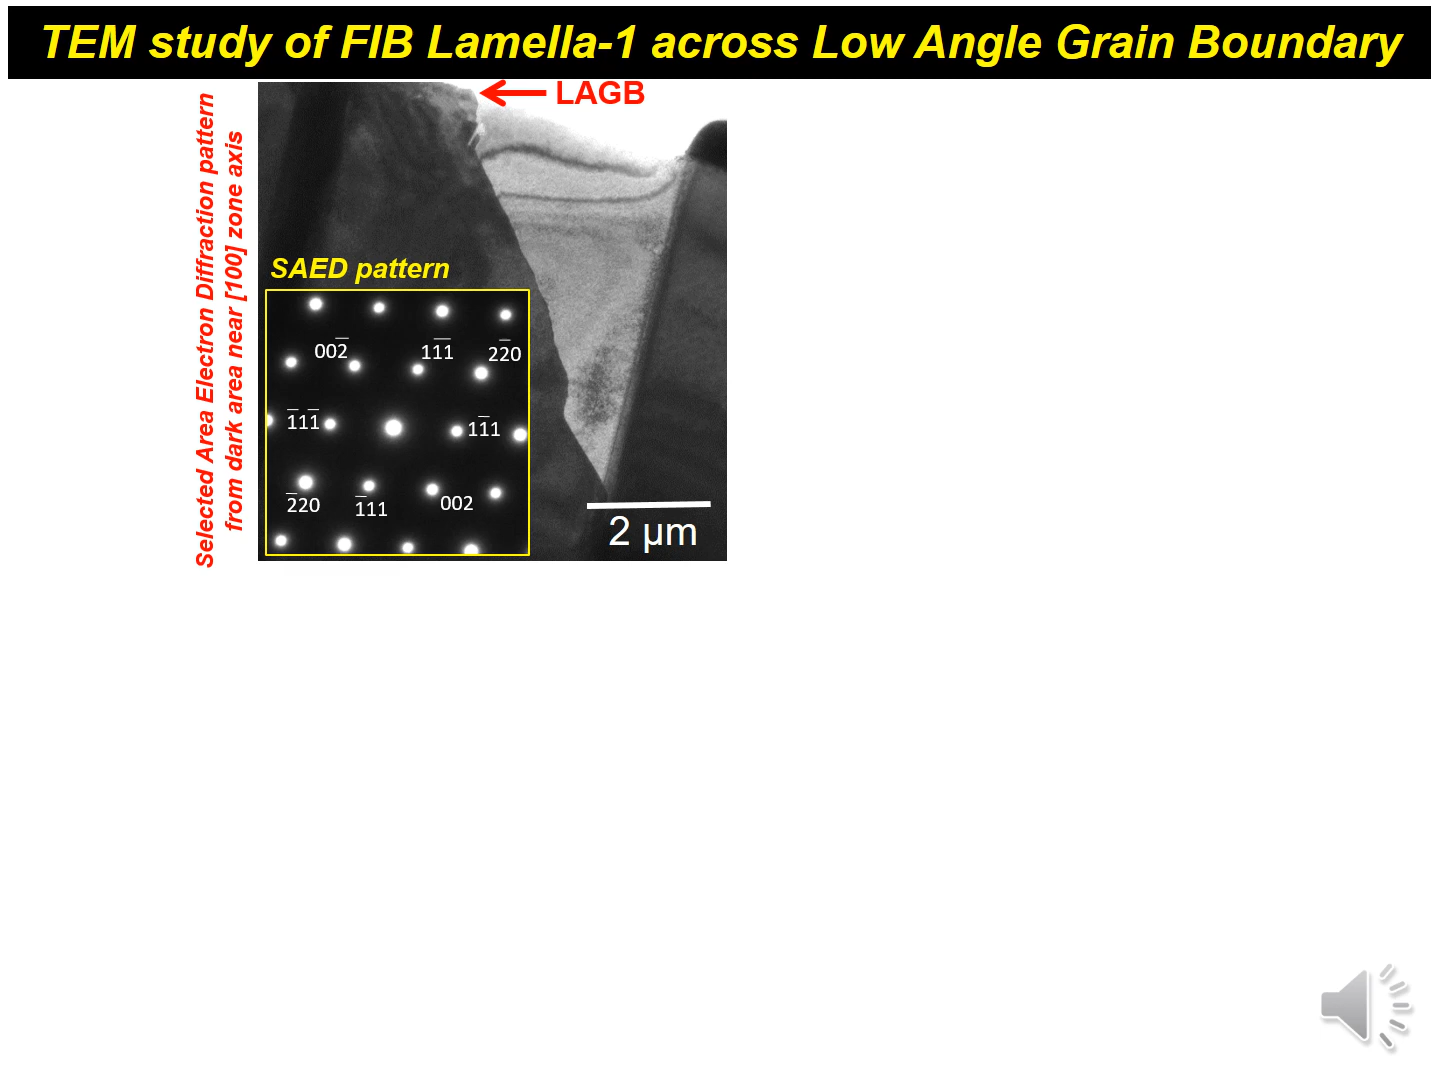 TEM study of FIB Lamella-1 across Low Angle Grain Boundary
LAGB
Selected Area Electron Diffraction pattern
from dark area near [100] zone axis
SAED pattern
002̅ 11̅1̅ 22̅0
1̅11̅ 11̅1
2̅20 1̅11 002
2 µm